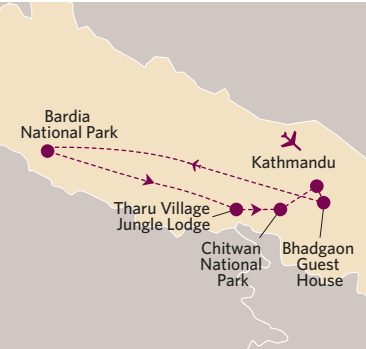 Bardia
National Park
Kathmandu
Tharu Village
Jungle Lodge
Chitwan
National
Park
Bhadgaon
Guest
House